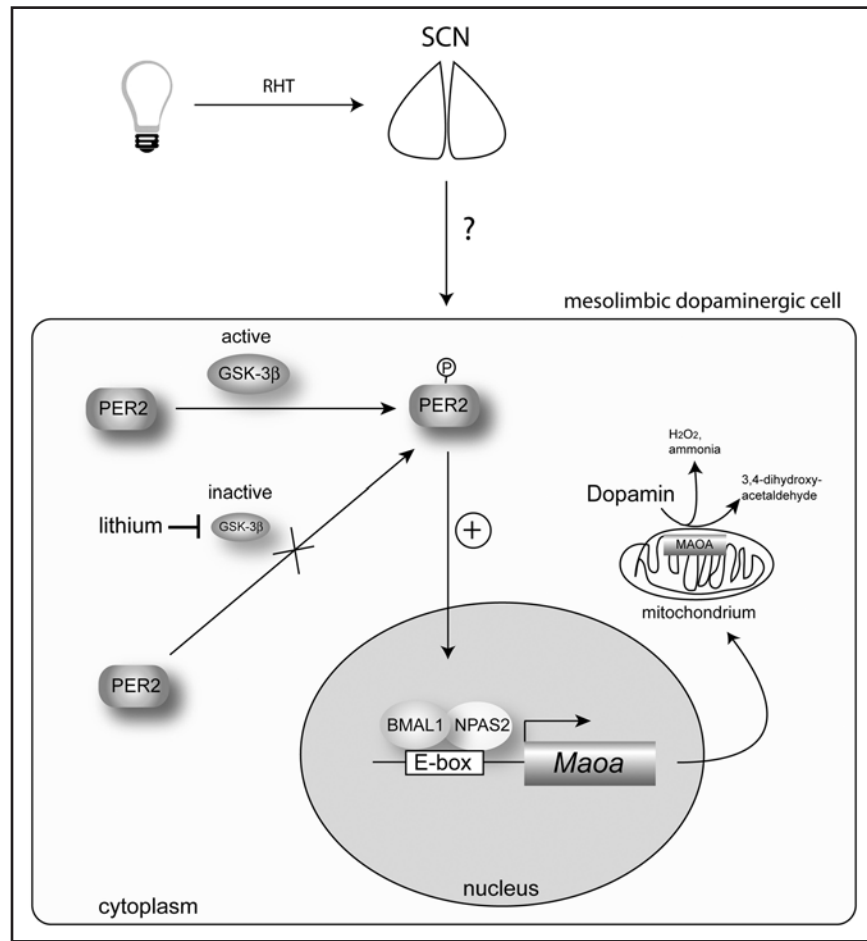 SCN
RHT
?
mesolimbic dopaminergic cell
active
GSK-3β
PER2
P
PER2
H2O2,
ammonia
3,4-dihydroxy-
acetaldehyde
Dopamin
inactive
lithium
GSK-3β
+
MAOA
mitochondrium
PER2
BMAL1
NPAS2
E-box
Maoa
nucleus
cytoplasm